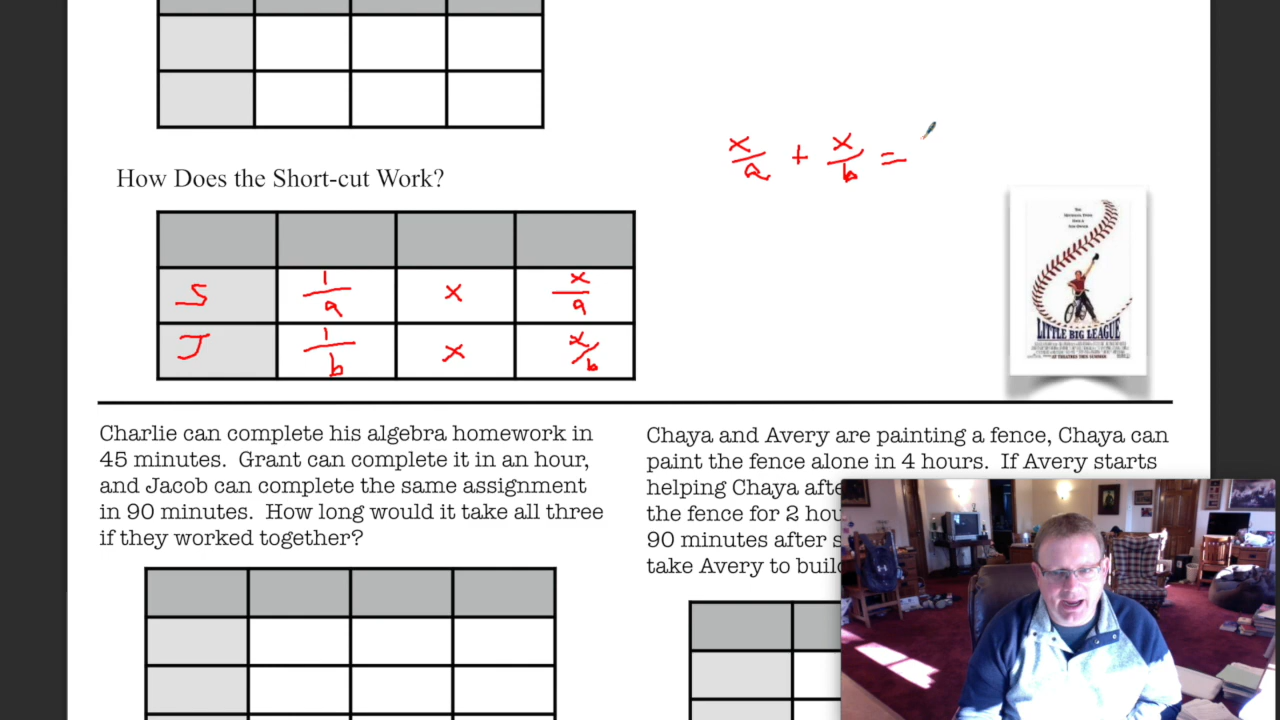 x/a + x/b =
How Does the Short-cut Work?
S 1/a x x/a
J 1/b x x/b
LITTLE BIG LEAGUE
Charlie can complete his algebra homework in
45 minutes. Grant can complete it in an hour,
and Jacob can complete the same assignment
in 90 minutes. How long would it take all three
if they worked together?
Chaya and Avery are painting a fence, Chaya can
paint the fence alone in 4 hours. If Avery starts
helping Chaya afte
the fence for 2 hou
90 minutes after s
take Avery to buil